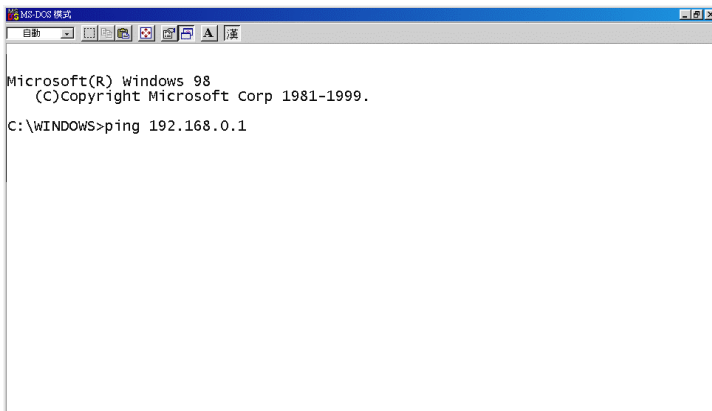 MS-DOS 模式
自動 A 漢
Microsoft(R) Windows 98
(C)Copyright Microsoft Corp 1981-1999.
C:\WINDOWS>ping 192.168.0.1